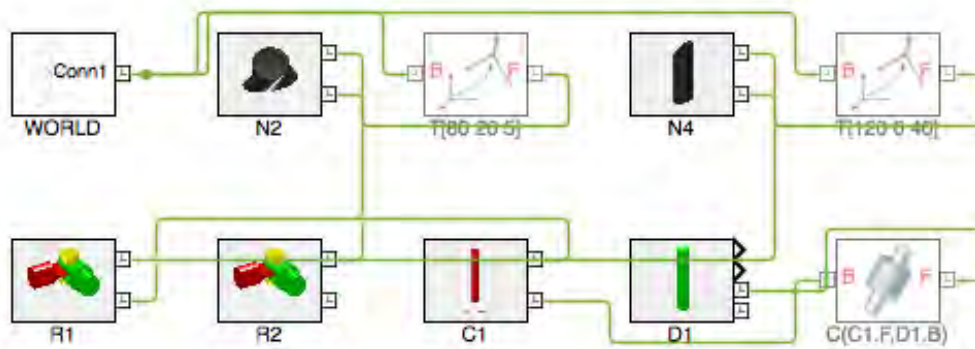 Conn1
B
F
B
F
WORLD
N2
T[80 20 5]
N4
T[120 0 40]
B
F
R1
R2
C1
D1
C(C1.F,D1.B)